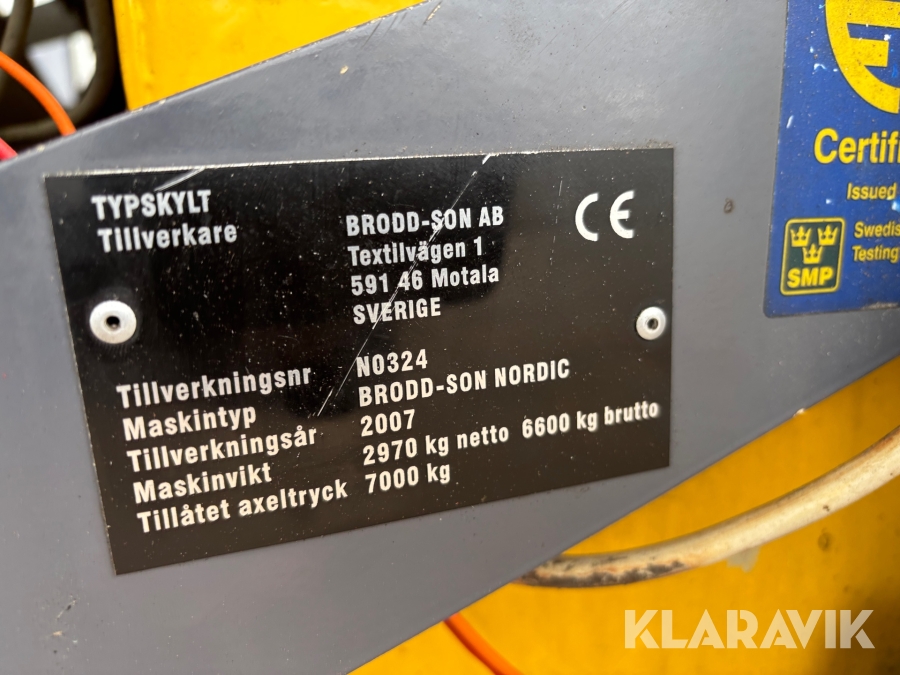 TYPSKYLT
Tillverkare BRODD-SON AB
Textilvägen 1
591 46 Motala
SVERIGE
CE
Tillverkningsnr N0324
Maskintyp BRODD-SON NORDIC
Tillverkningsår 2007
Maskinvikt 2970 kg netto 6600 kg brutto
Tillåtet axeltryck 7000 kg
Certifi
Issued
Swedis
Testing
SMP
KLARAVIK